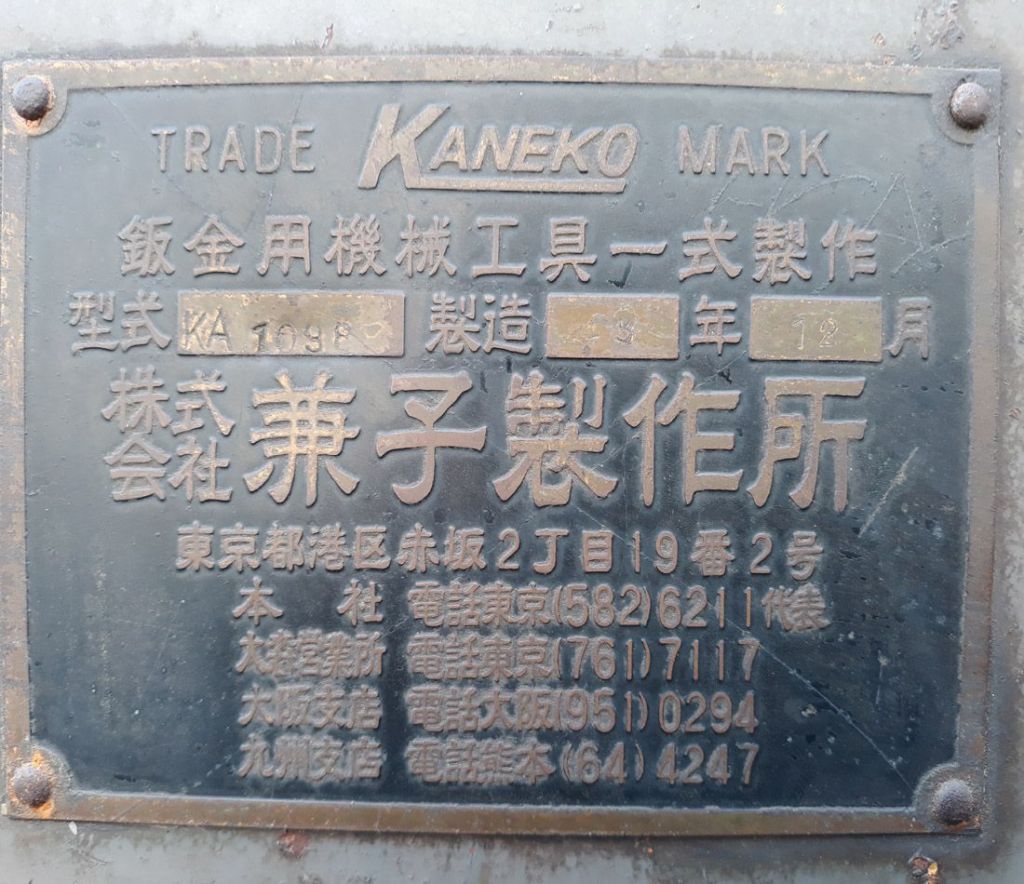 TRADE KANEKO MARK
鈑金用機械工具一式製作
型式 KA 製造 年 12 月
株式会社 兼子製作所
東京都港区赤坂2丁目19番2号
本社 電話東京(582)6211代表
営業所 電話東京(761)7117
大阪支店 電話大阪(951)0294
九州支店 電話熊本(64)4247